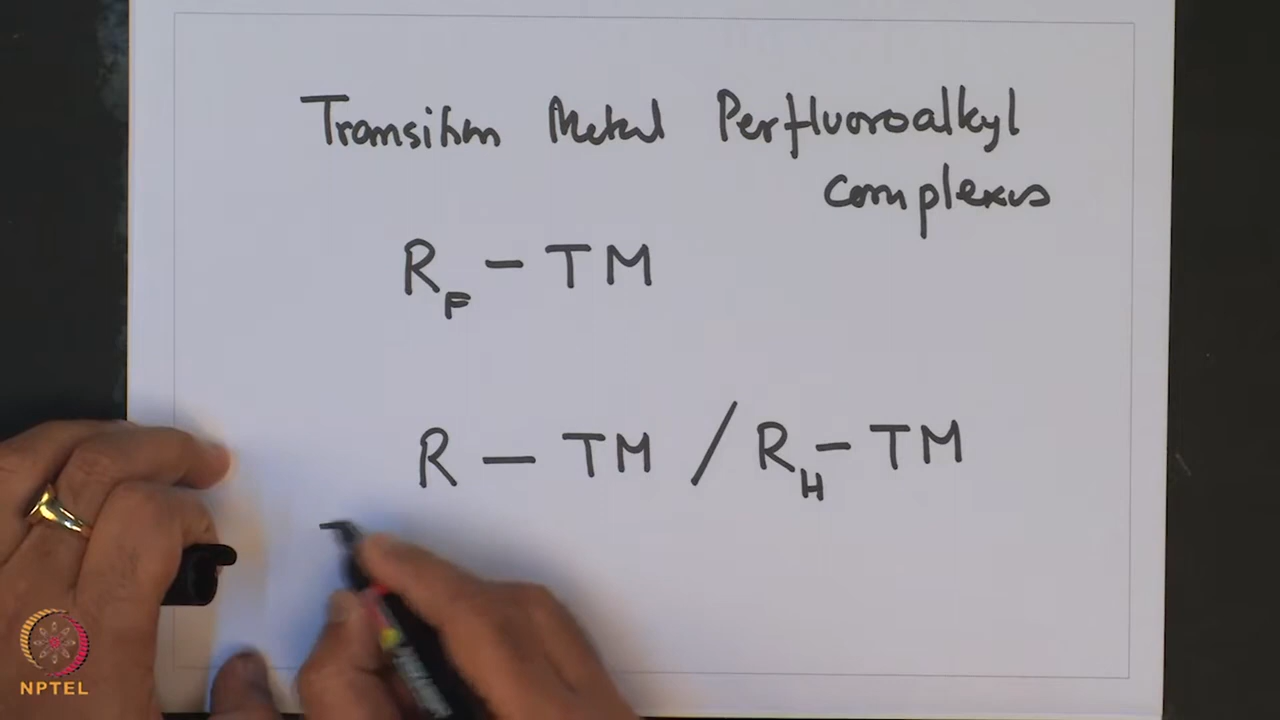 Transition Metal Perfluoroalkyl
complexes
R_F - TM
R - TM / R_H - TM
NPTEL